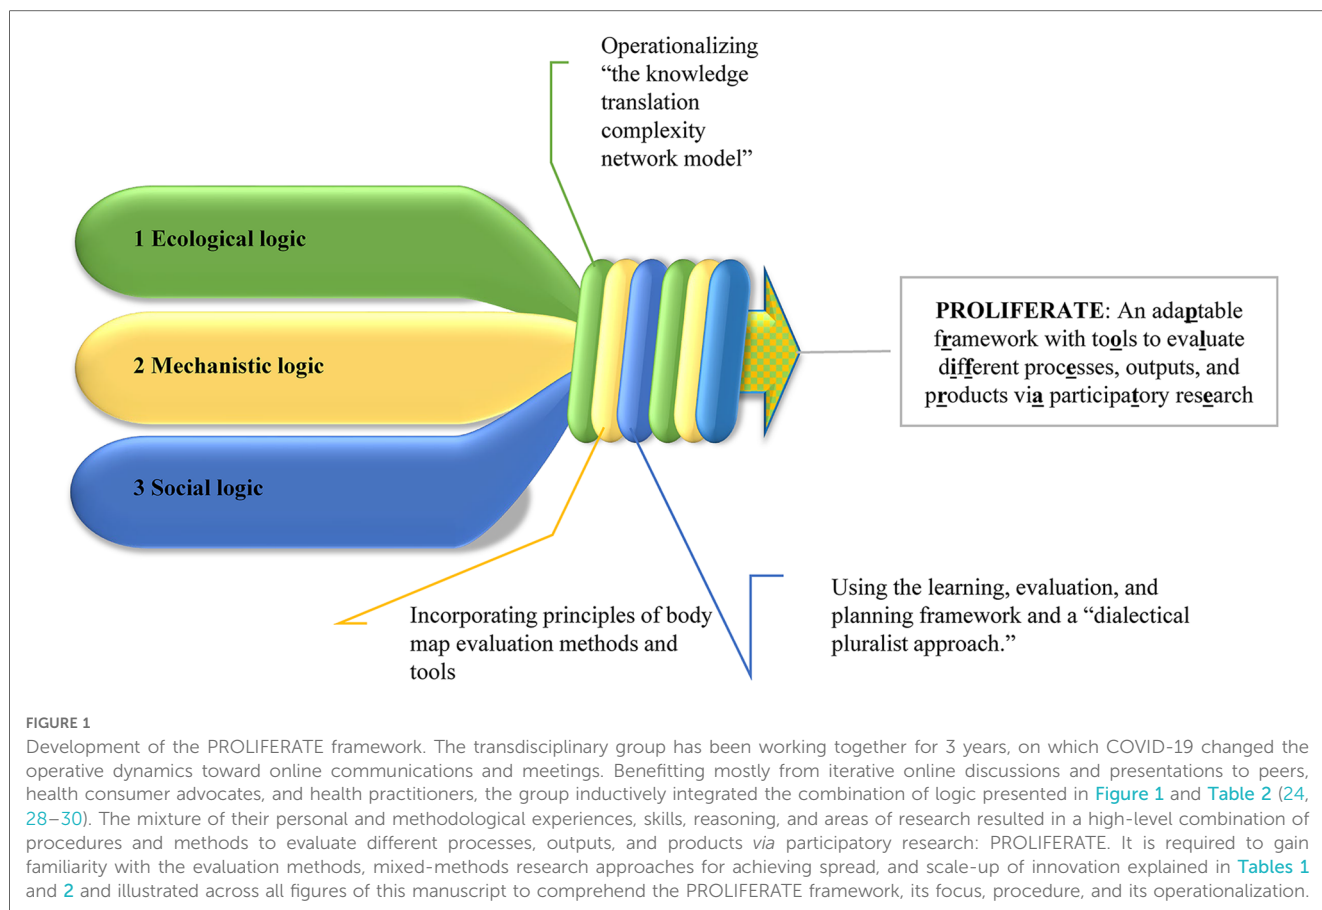 Operationalizing
“the knowledge
translation
complexity
network model”
1 Ecological logic
2 Mechanistic logic
3 Social logic
PROLIFERATE: An adaptable
framework with tools to evaluate
different processes, outputs, and
products via participatory research
Incorporating principles of body
map evaluation methods and
tools
Using the learning, evaluation, and
planning framework and a “dialectical
pluralist approach.”
FIGURE 1
Development of the PROLIFERATE framework. The transdisciplinary group has been working together for 3 years, on which COVID-19 changed the
operative dynamics toward online communications and meetings. Benefitting mostly from iterative online discussions and presentations to peers,
health consumer advocates, and health practitioners, the group inductively integrated the combination of logic presented in Figure 1 and Table 2 (24,
28–30). The mixture of their personal and methodological experiences, skills, reasoning, and areas of research resulted in a high-level combination of
procedures and methods to evaluate different processes, outputs, and products via participatory research: PROLIFERATE. It is required to gain
familiarity with the evaluation methods, mixed-methods research approaches for achieving spread, and scale-up of innovation explained in Tables 1
and 2 and illustrated across all figures of this manuscript to comprehend the PROLIFERATE framework, its focus, procedure, and its operationalization.